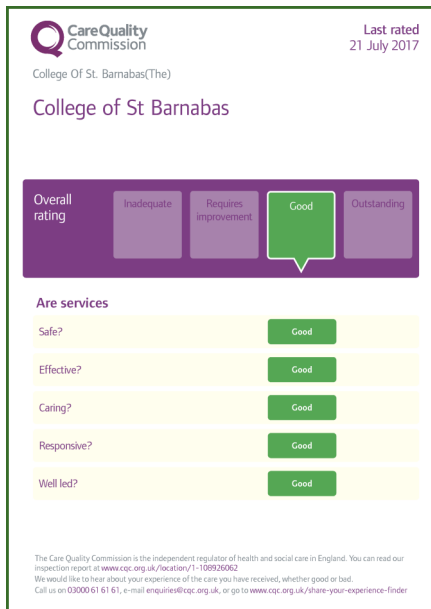 CareQuality
Commission
Last rated
21 July 2017
College Of St. Barnabas(The)
College of St Barnabas
Overall
rating
Inadequate
Requires
improvement
Good
Outstanding
Are services
Safe?
Good
Effective?
Good
Caring?
Good
Responsive?
Good
Well led?
Good
The Care Quality Commission is the independent regulator of health and social care in England. You can read our
inspection report at www.cqc.org.uk/location/1-108926062
We would like to hear about your experience of the care you have received, whether good or bad.
Call us on 03000 61 61 61, e-mail enquiries@cqc.org.uk, or go to www.cqc.org.uk/share-your-experience-finder